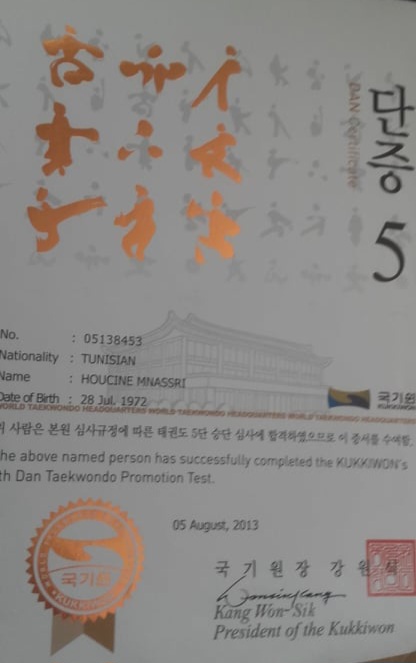 단증 5
DAN Certificate
No. : 05138453
Nationality : TUNISIAN
Name : HOUCINE MNASSRI
Date of Birth : 28 Jul, 1972
국기원
KUKKIWON
WORLD TAEKWONDO HEADQUARTERS WORLD TAEKWONDO HEADQUARTERS WORLD TAEKWONDO HEADQUARTERS
사람은 본원 심사규정에 따른 태권도 5단 승단 심사에 합격하였으므로 이 증서를 수여함.
he above named person has successfully completed the KUKKIWON's
th Dan Taekwondo Promotion Test.
05 August, 2013
국기원
KUKKIWON
국 기 원 장 강 원 식
Kang Won-Sik
President of the Kukkiwon